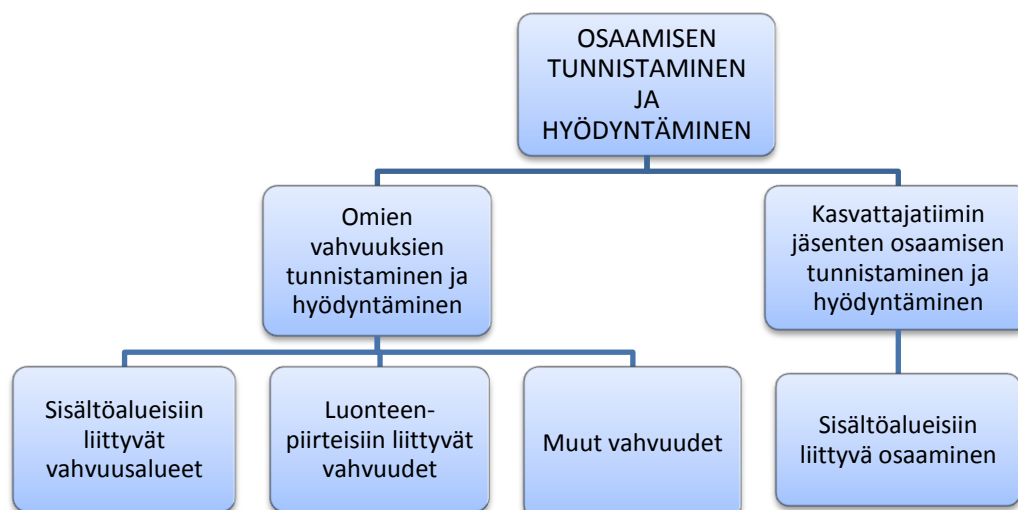 OSAAMISEN
TUNNISTAMINEN
JA
HYÖDYNTÄMINEN
Omien
vahvuuksien
tunnistaminen ja
hyödyntäminen
Kasvattajatiimin
jäsenten osaamisen
tunnistaminen ja
hyödyntäminen
Sisältöalueisiin
liittyvät
vahvuusalueet
Luonteen-
piirteisiin liittyvät
vahvuudet
Muut vahvuudet
Sisältöalueisiin
liittyvä osaaminen